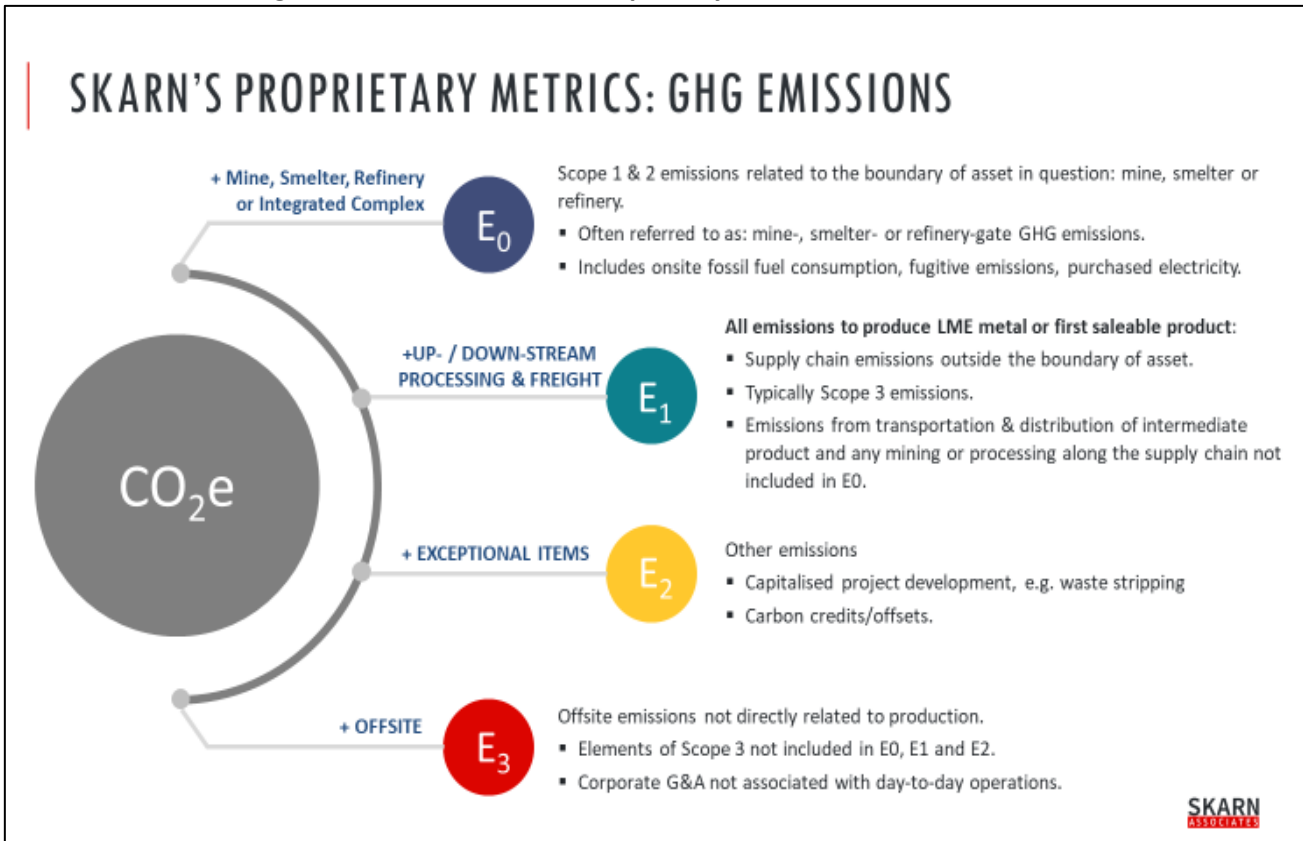 SKARN'S PROPRIETARY METRICS: GHG EMISSIONS
+ Mine, Smelter, Refinery
or Integrated Complex
E0
Scope 1 & 2 emissions related to the boundary of asset in question: mine, smelter or
refinery.
▪ Often referred to as: mine-, smelter- or refinery-gate GHG emissions.
▪ Includes onsite fossil fuel consumption, fugitive emissions, purchased electricity.
+UP- / DOWN-STREAM
PROCESSING & FREIGHT
E1
All emissions to produce LME metal or first saleable product:
▪ Supply chain emissions outside the boundary of asset.
▪ Typically Scope 3 emissions.
▪ Emissions from transportation & distribution of intermediate
product and any mining or processing along the supply chain not
included in E0.
CO2e
+ EXCEPTIONAL ITEMS
E2
Other emissions
▪ Capitalised project development, e.g. waste stripping
▪ Carbon credits/offsets.
+ OFFSITE
E3
Offsite emissions not directly related to production.
▪ Elements of Scope 3 not included in E0, E1 and E2.
▪ Corporate G&A not associated with day-to-day operations.
SKARN
ASSOCIATES